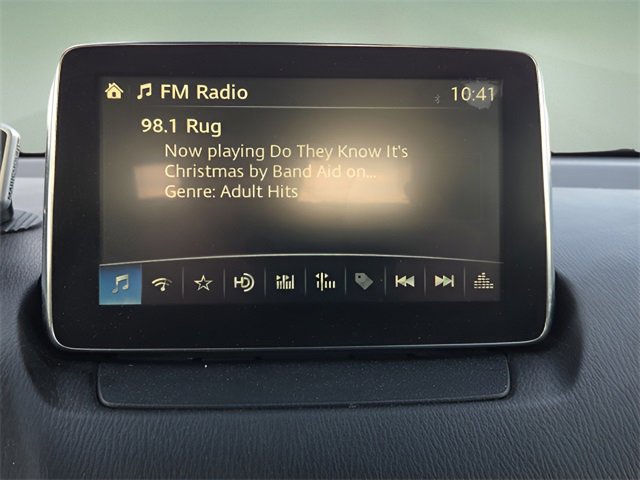 FM Radio 10:41
98.1 Rug
Now playing Do They Know It's
Christmas by Band Aid on...
Genre: Adult Hits
HD